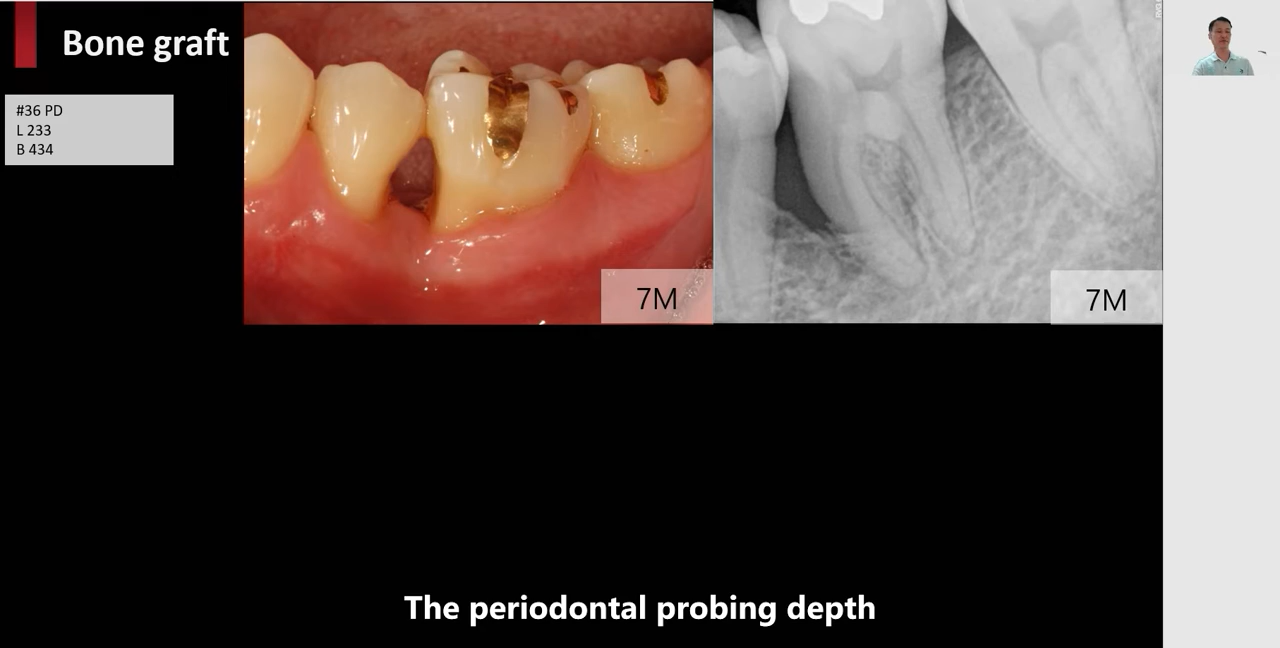 Bone graft
#36 PD
L 233
B 434
7M
7M
The periodontal probing depth